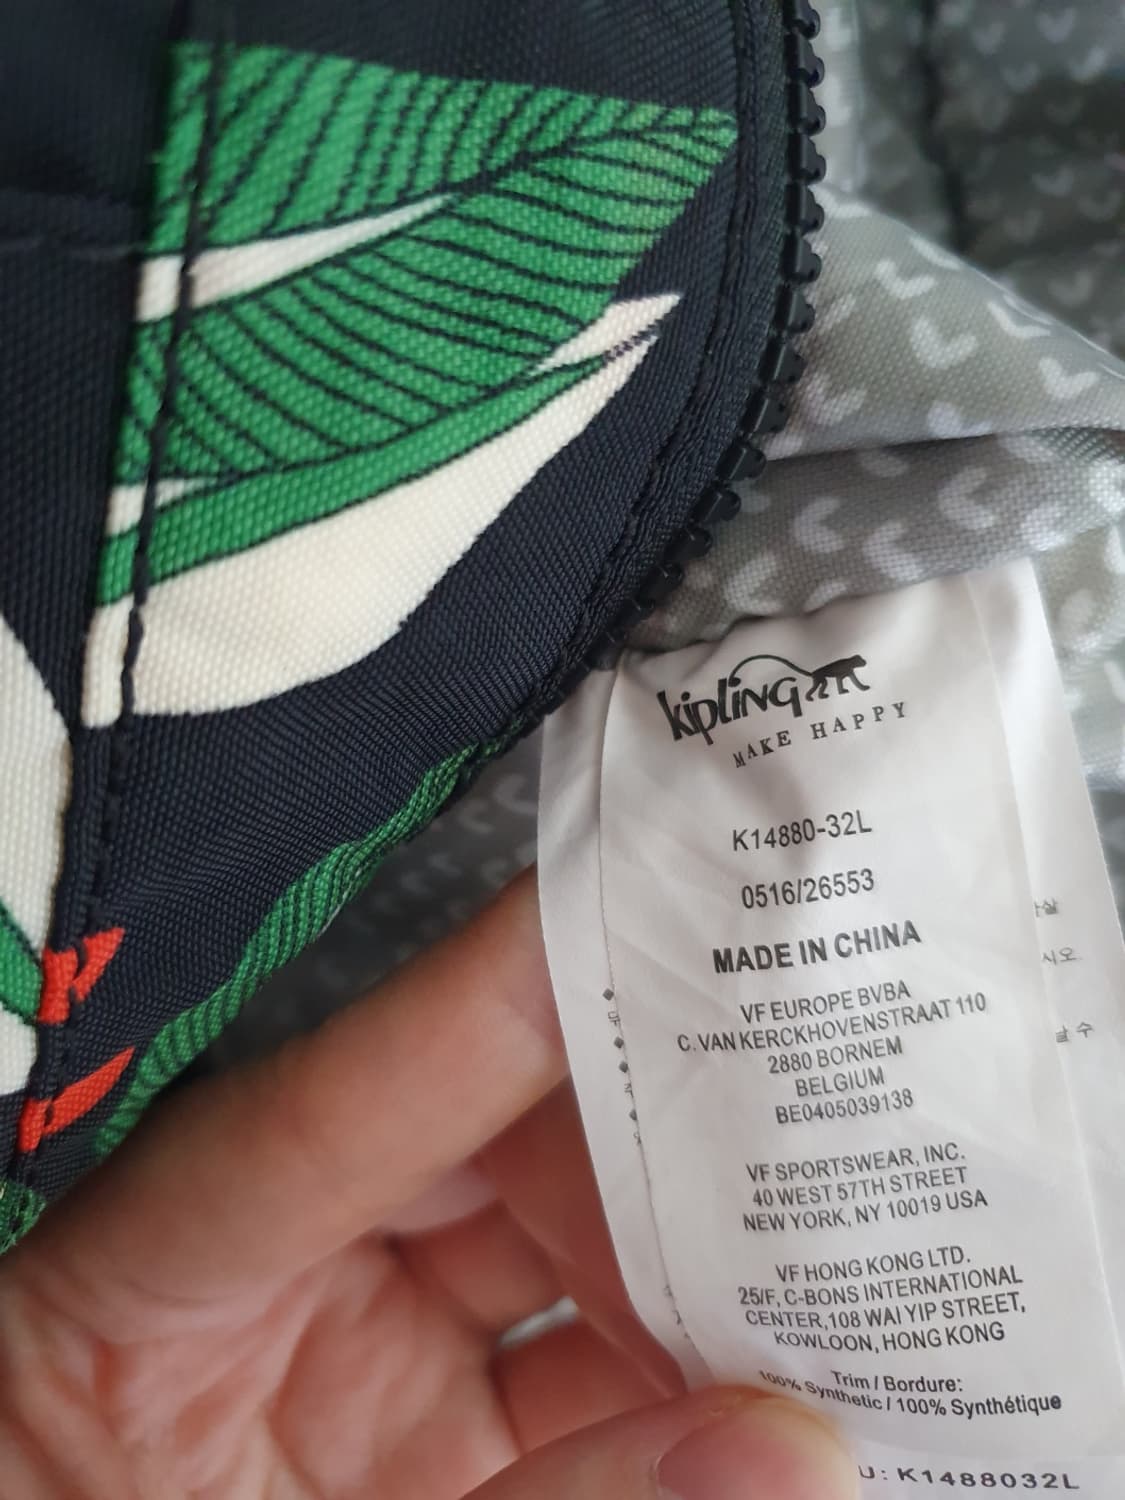 kipling
MAKE HAPPY
K14880-32L
0516/26553
MADE IN CHINA
VF EUROPE BVBA
C.VAN KERCKHOVENSTRAAT 110
2880 BORNEM
BELGIUM
BE0405039138
VF SPORTSWEAR, INC.
40 WEST 57TH STREET
NEW YORK, NY 10019 USA
VF HONG KONG LTD.
25/F, C-BONS INTERNATIONAL
CENTER,108 WAI YIP STREET,
KOWLOON, HONG KONG
Trim / Bordure:
100% Synthetic / 100% Synthétique
U: K1488032L